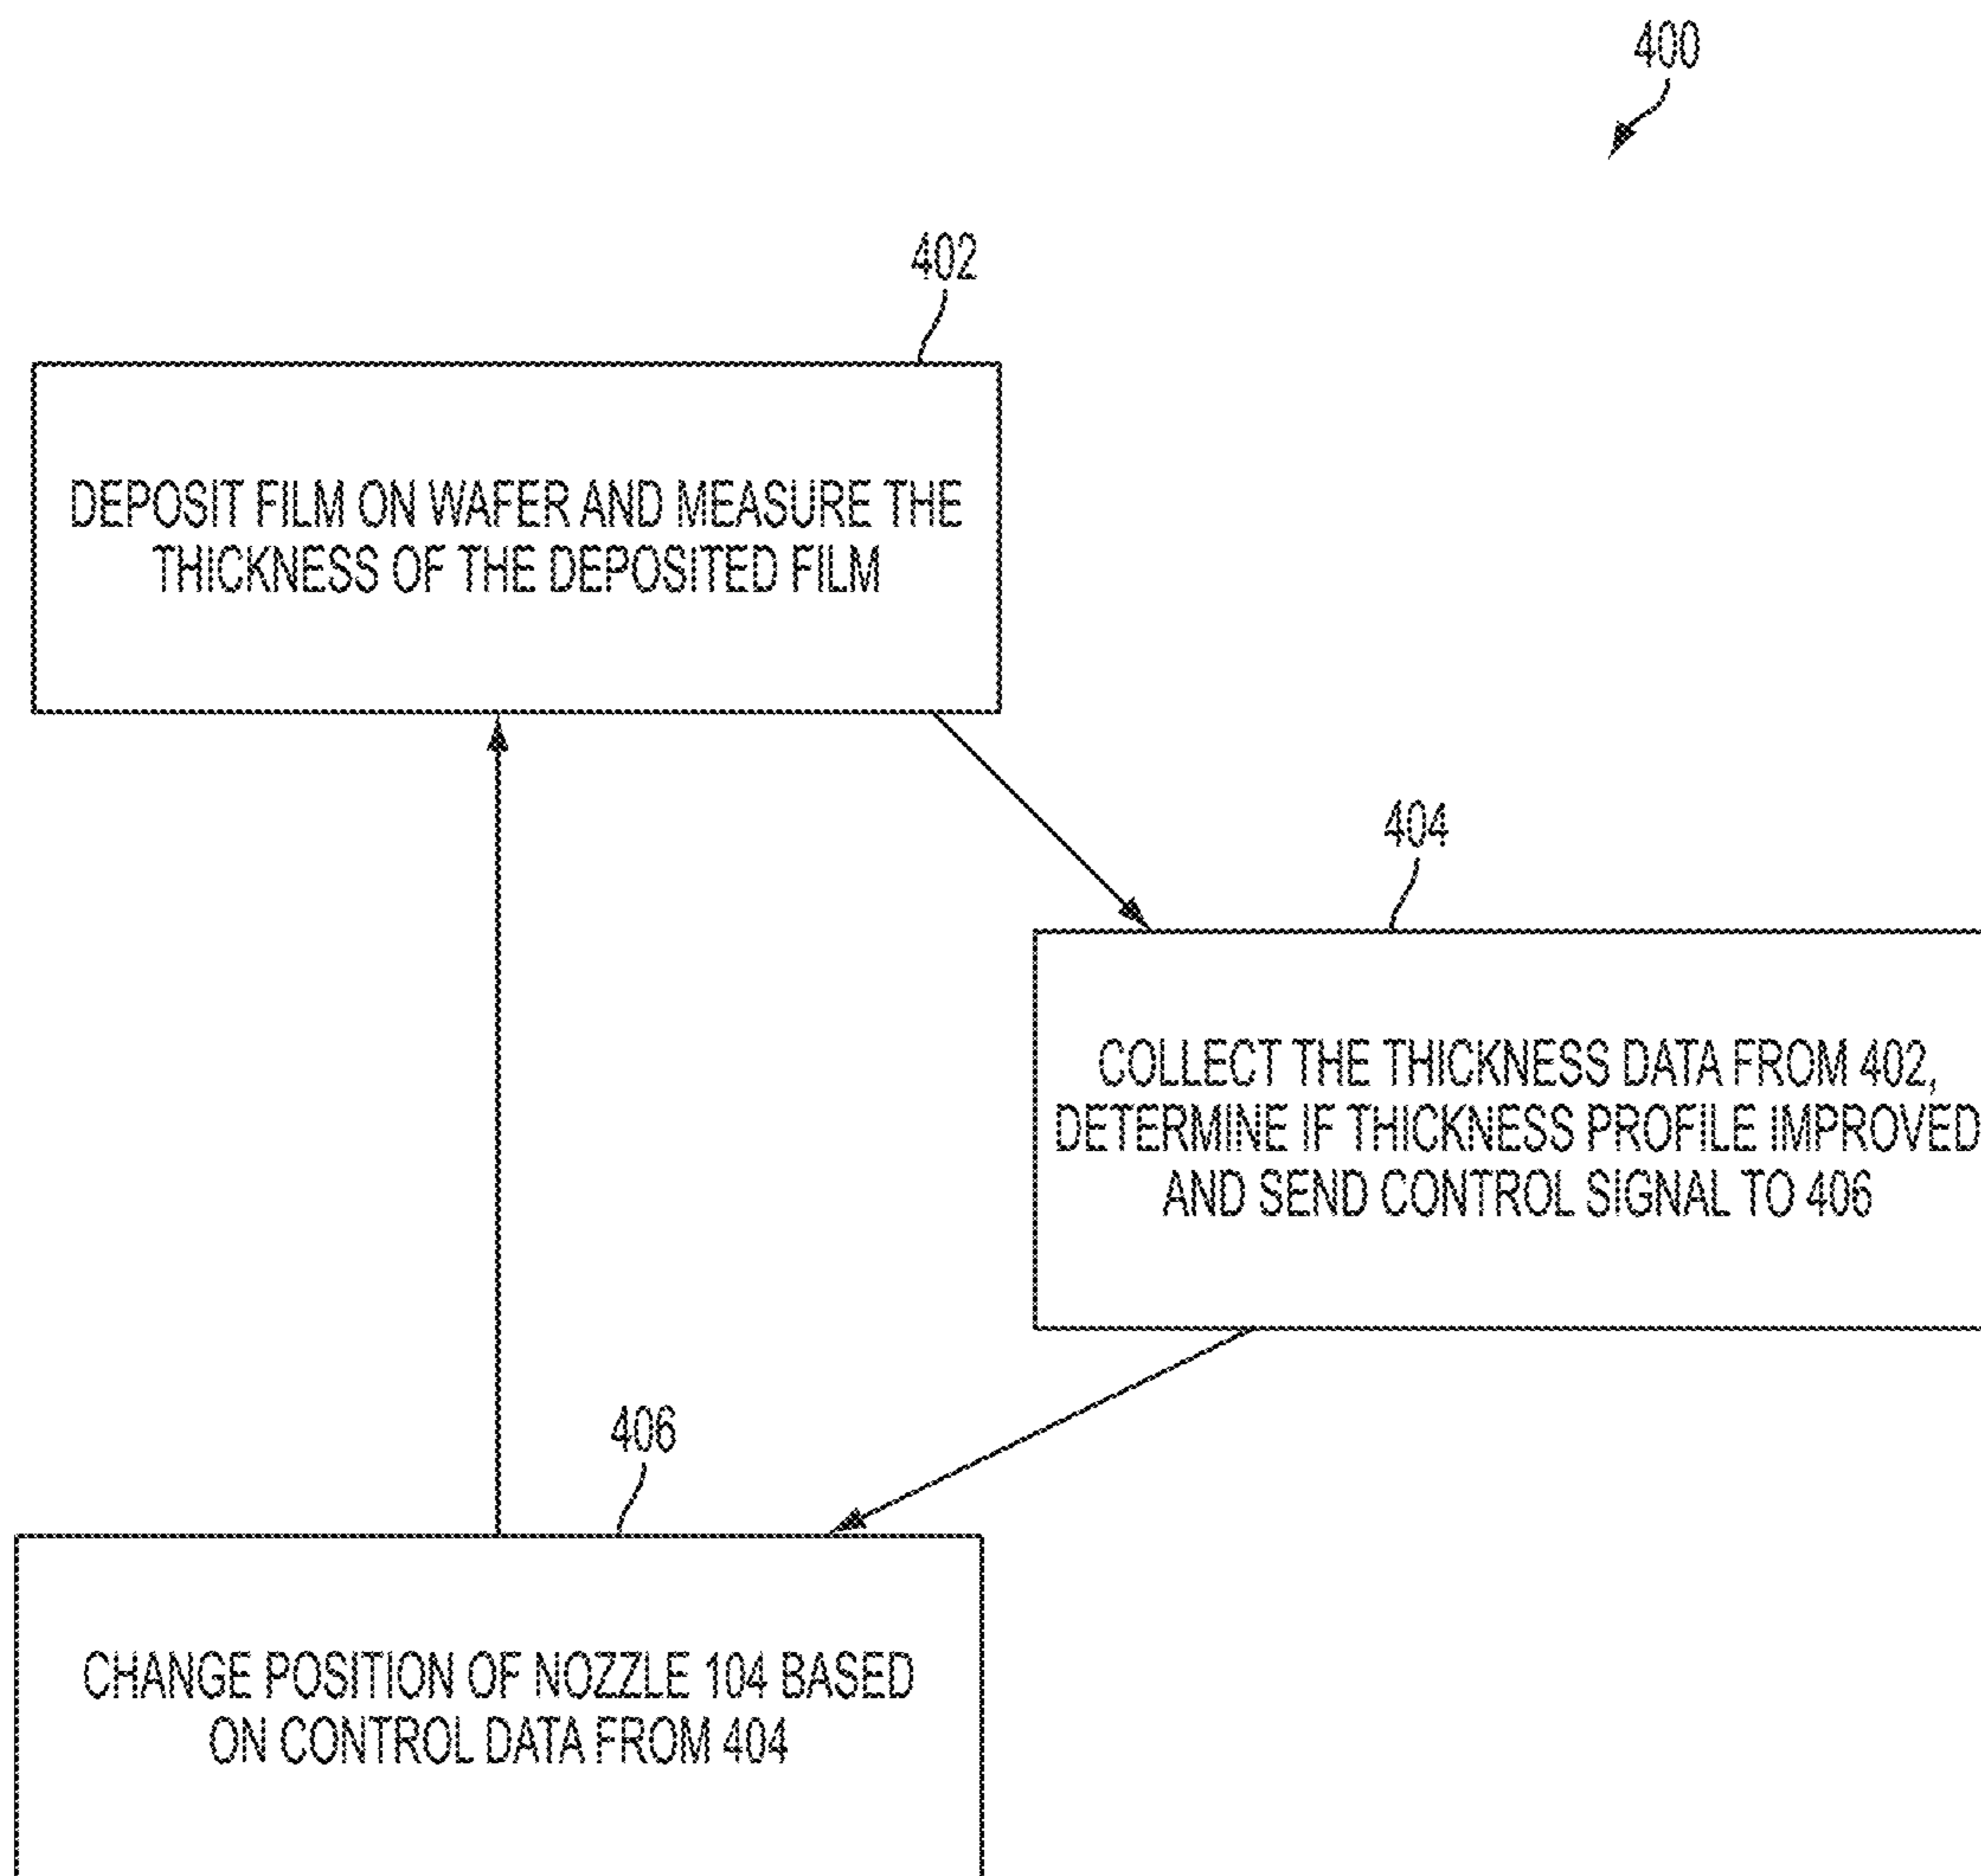 400
402
DEPOSIT FILM ON WAFER AND MEASURE THE
THICKNESS OF THE DEPOSITED FILM
404
COLLECT THE THICKNESS DATA FROM 402,
DETERMINE IF THICKNESS PROFILE IMPROVED
AND SEND CONTROL SIGNAL TO 406
406
CHANGE POSITION OF NOZZLE 104 BASED
ON CONTROL DATA FROM 404